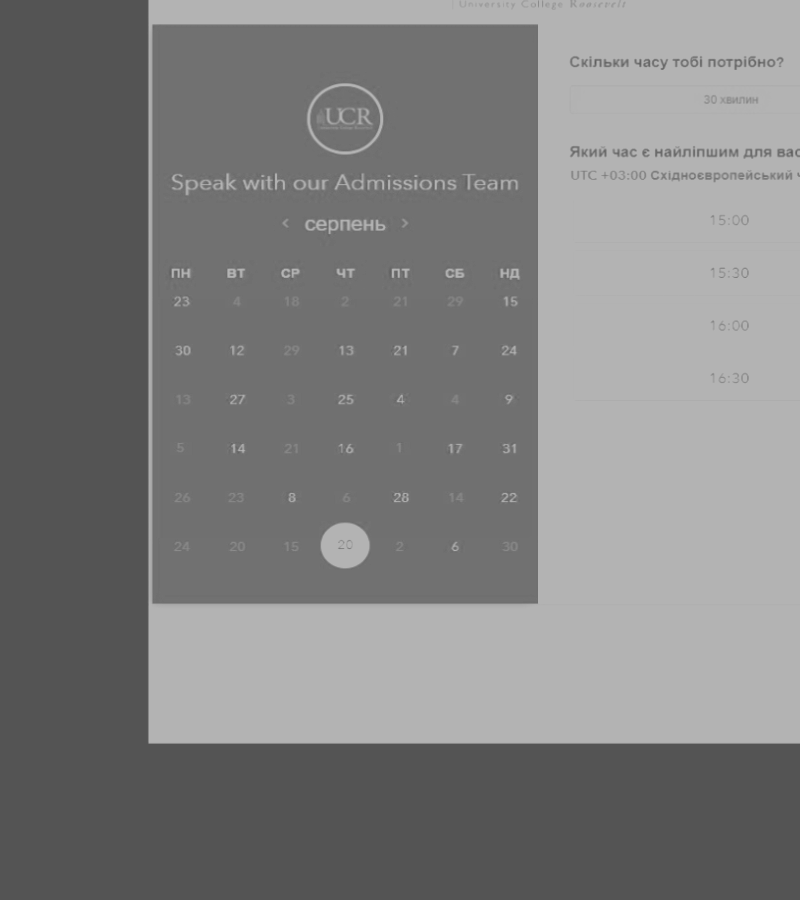 University College Roosevelt
UCR
Speak with our Admissions Team
< серпень >
ПН ВТ СР ЧТ ПТ СБ НД
23 4 18 2 21 29 15
30 12 29 13 21 7 24
13 27 3 25 4 4 9
5 14 21 16 1 17 31
26 23 8 6 28 14 22
24 20 15 20 2 6 30
Скільки часу тобі потрібно?
30 хвилин
Який час є найліпшим для вас
UTC +03:00 Східноєвропейський ч
15:00
15:30
16:00
16:30